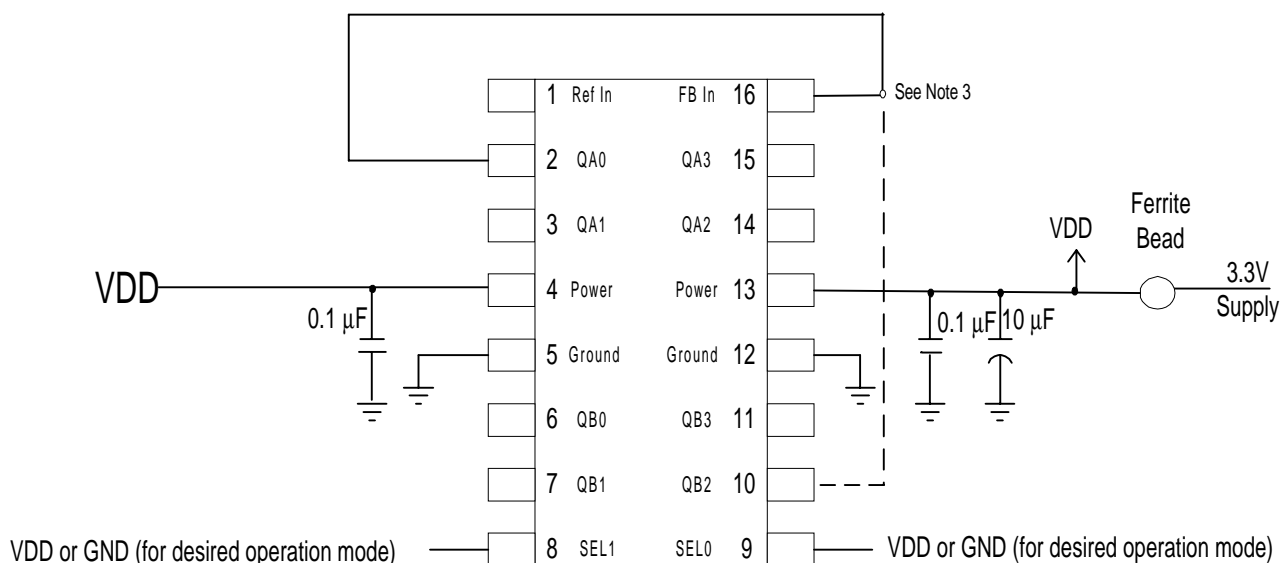 1 Ref In FB In 16 See Note 3
2 QA0 QA3 15
3 QA1 QA2 14
VDD
Ferrite
Bead
VDD 4 Power Power 13
3.3V
Supply
0.1 µF
0.1 µF 10 µF
5 Ground Ground 12
6 QB0 QB3 11
7 QB1 QB2 10
VDD or GND (for desired operation mode) 8 SEL1 SEL0 9 VDD or GND (for desired operation mode)